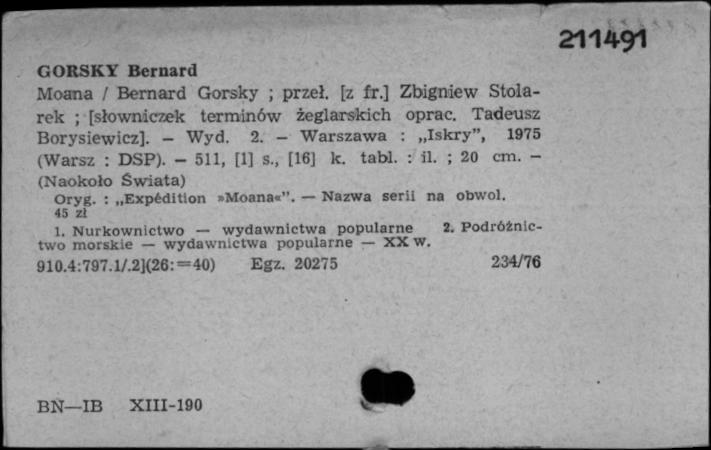 211491
GORSKY Bernard
Moana / Bernard Gorsky ; przeł. [z fr.] Zbigniew Stola-
rek ; [słowniczek terminów żeglarskich oprac. Tadeusz
Borysiewicz]. — Wyd. 2. — Warszawa : „Iskry”, 1975
(Warsz : DSP). — 511, [1] s., [16] k. tabl. : il. ; 20 cm. —
(Naokoło Świata)
Oryg. : „Expédition »Moana«”. — Nazwa serii na obwol.
45 zł
1. Nurkownictwo — wydawnictwa popularne 2. Podróżnic-
two morskie — wydawnictwa popularne — XX w.
910.4:797.1/.2](26:=40) Egz. 20275 234/76
BN—IB XIII-190